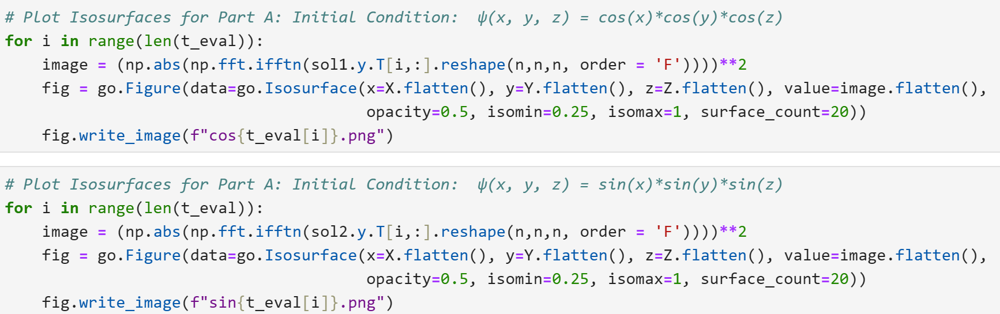 # Plot Isosurfaces for Part A: Initial Condition:  ψ(x, y, z) = cos(x)*cos(y)*cos(z)
for i in range(len(t_eval)):
    image = (np.abs(np.fft.ifftn(sol1.y.T[i,:].reshape(n,n,n, order = 'F'))))**2
    fig = go.Figure(data=go.Isosurface(x=X.flatten(), y=Y.flatten(), z=Z.flatten(), value=image.flatten(),
                                       opacity=0.5, isomin=0.25, isomax=1, surface_count=20))
    fig.write_image(f"cos{t_eval[i]}.png")
# Plot Isosurfaces for Part A: Initial Condition:  ψ(x, y, z) = sin(x)*sin(y)*sin(z)
for i in range(len(t_eval)):
    image = (np.abs(np.fft.ifftn(sol2.y.T[i,:].reshape(n,n,n, order = 'F'))))**2
    fig = go.Figure(data=go.Isosurface(x=X.flatten(), y=Y.flatten(), z=Z.flatten(), value=image.flatten(),
                                       opacity=0.5, isomin=0.25, isomax=1, surface_count=20))
    fig.write_image(f"sin{t_eval[i]}.png")